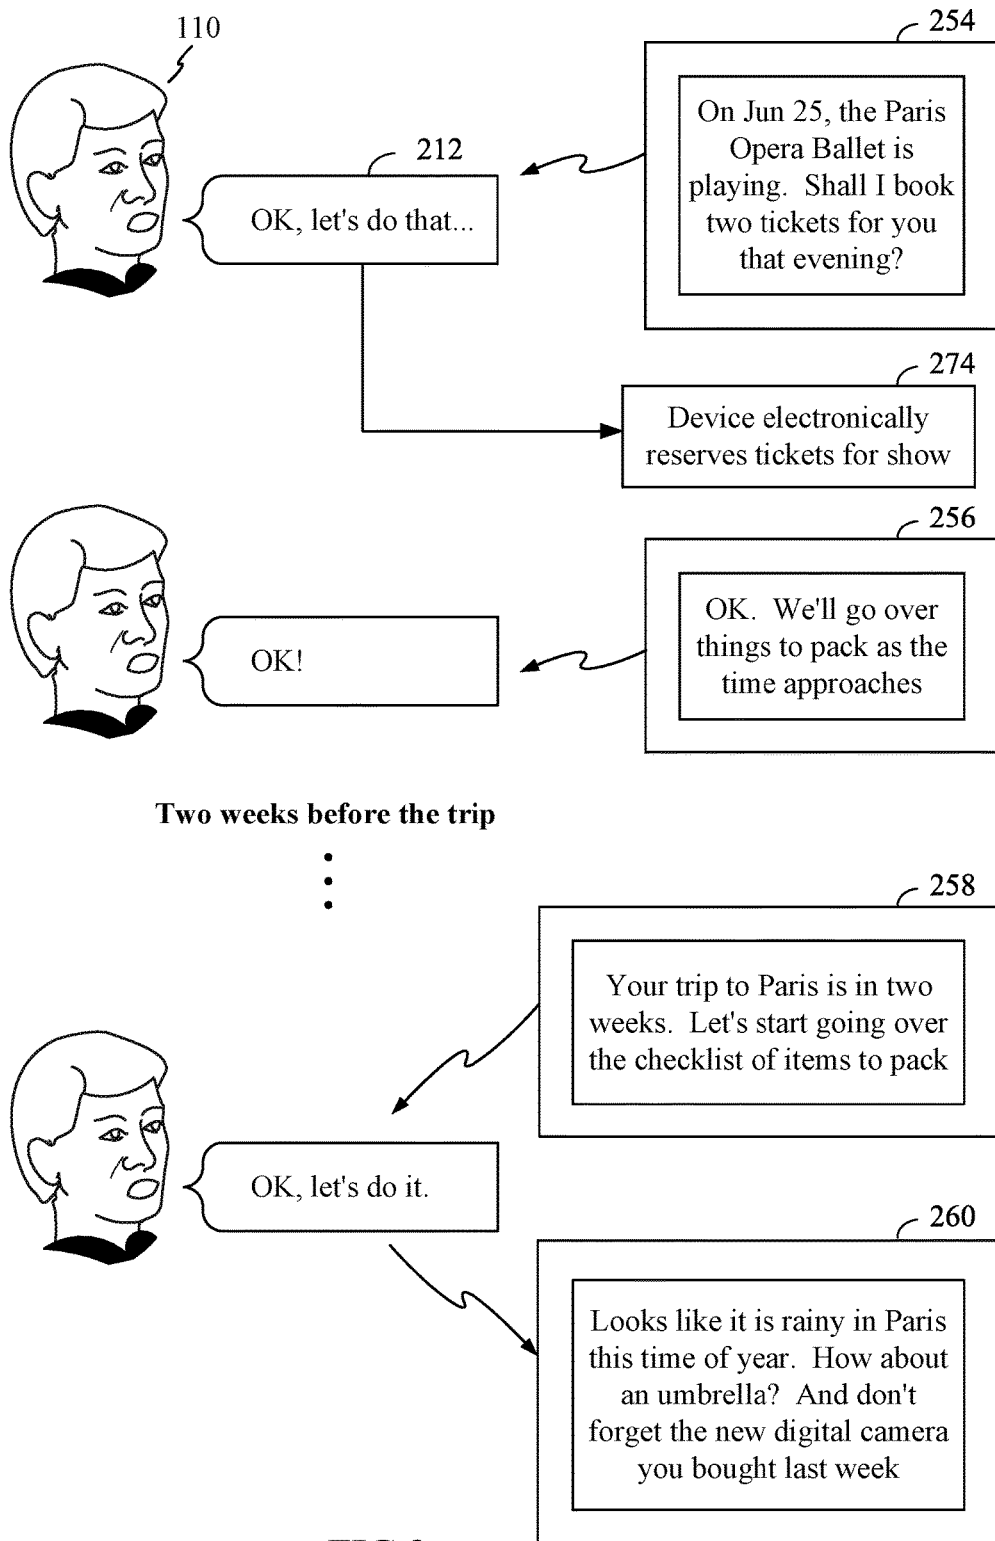 110
254
On Jun 25, the Paris
Opera Ballet is
playing. Shall I book
two tickets for you
that evening?
212
OK, let's do that...
274
Device electronically
reserves tickets for show
256
OK. We'll go over
things to pack as the
time approaches
OK!
Two weeks before the trip
258
Your trip to Paris is in two
weeks. Let's start going over
the checklist of items to pack
OK, let's do it.
260
Looks like it is rainy in Paris
this time of year. How about
an umbrella? And don't
forget the new digital camera
you bought last week